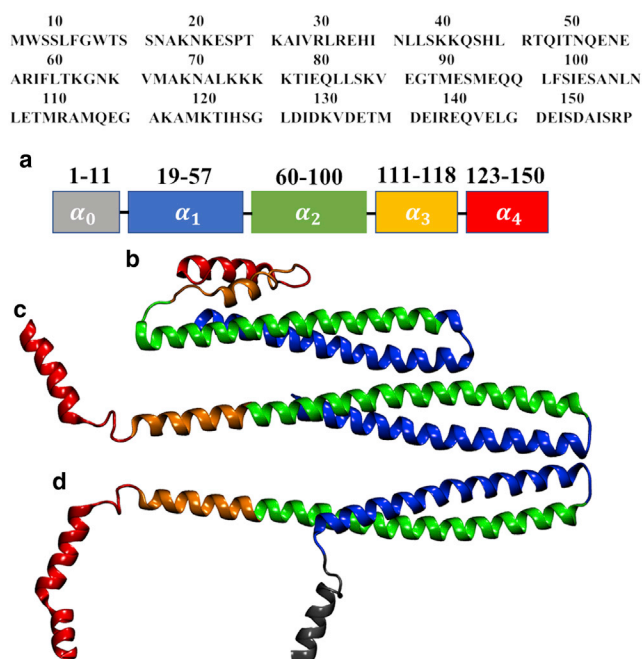 10 20 30 40 50
MWSSLFGWTS SNAKNKESPT KAIVRLREHI NLLSKKQSHL RTQITNQENE
60 70 80 90 100
ARIFLTKGNK VMAKNALKKK KTIEQLLSKV EGTMESMEQQ LFSIESANLN
110 120 130 140 150
LETMRAMQEG AKAMKTIHSG LDIDKVDETM DEIREQVELG DEISDAISRP
a
1-11 19-57 60-100 111-118 123-150
α0 α1 α2 α3 α4
b
c
d